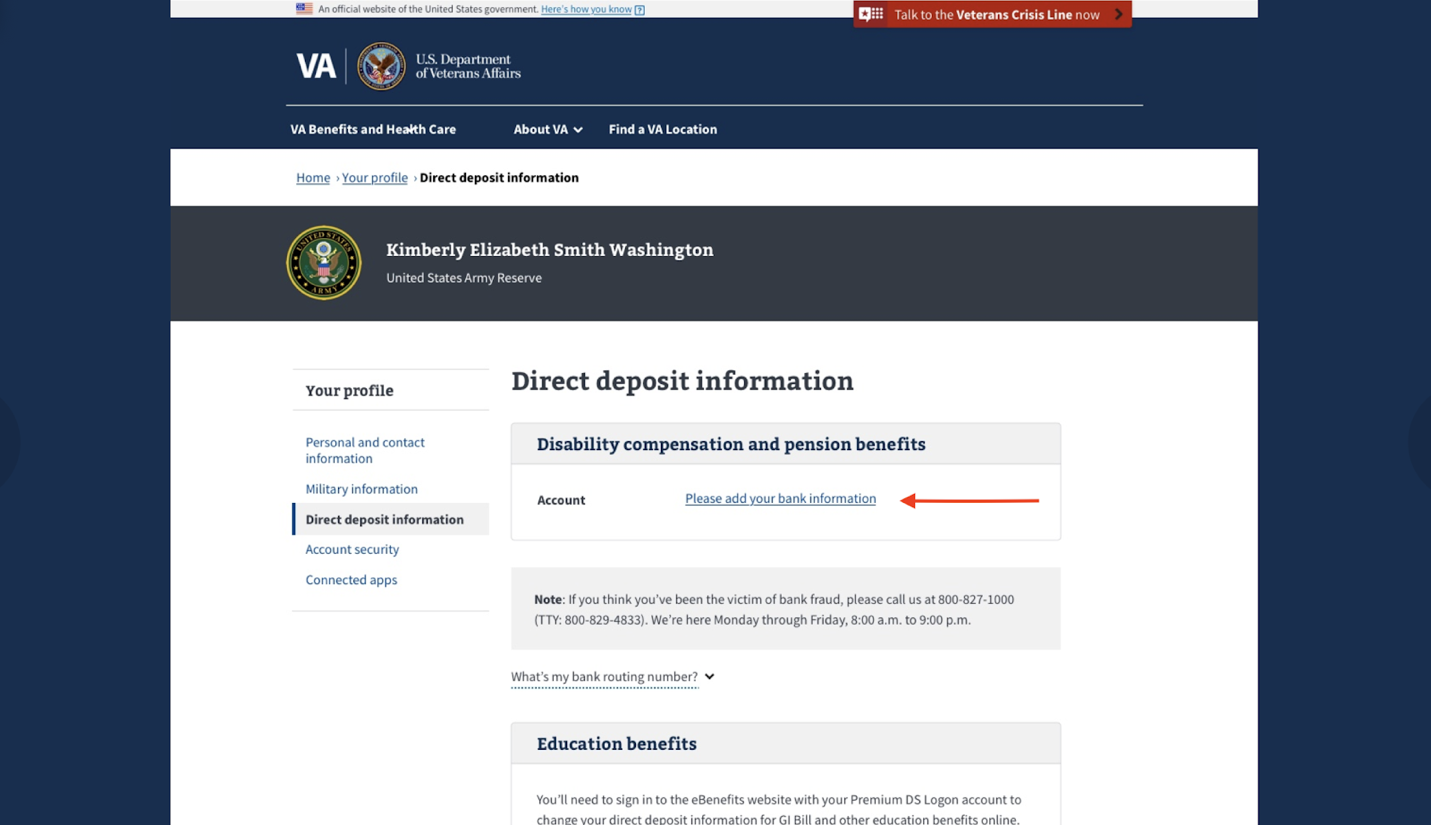 An official website of the United States government. Here's how you know
Talk to the Veterans Crisis Line now
VA
U.S. Department
of Veterans Affairs
VA Benefits and Health Care
About VA
Find a VA Location
Home › Your profile › Direct deposit information
UNITED STATES
ARMY
Kimberly Elizabeth Smith Washington
United States Army Reserve
Your profile
Personal and contact
information
Military information
Direct deposit information
Account security
Connected apps
Direct deposit information
Disability compensation and pension benefits
Account
Please add your bank information
Note: If you think you've been the victim of bank fraud, please call us at 800-827-1000
(TTY: 800-829-4833). We're here Monday through Friday, 8:00 a.m. to 9:00 p.m.
What's my bank routing number?
Education benefits
You'll need to sign in to the eBenefits website with your Premium DS Logon account to
change your direct deposit information for GI Bill and other education benefits online.